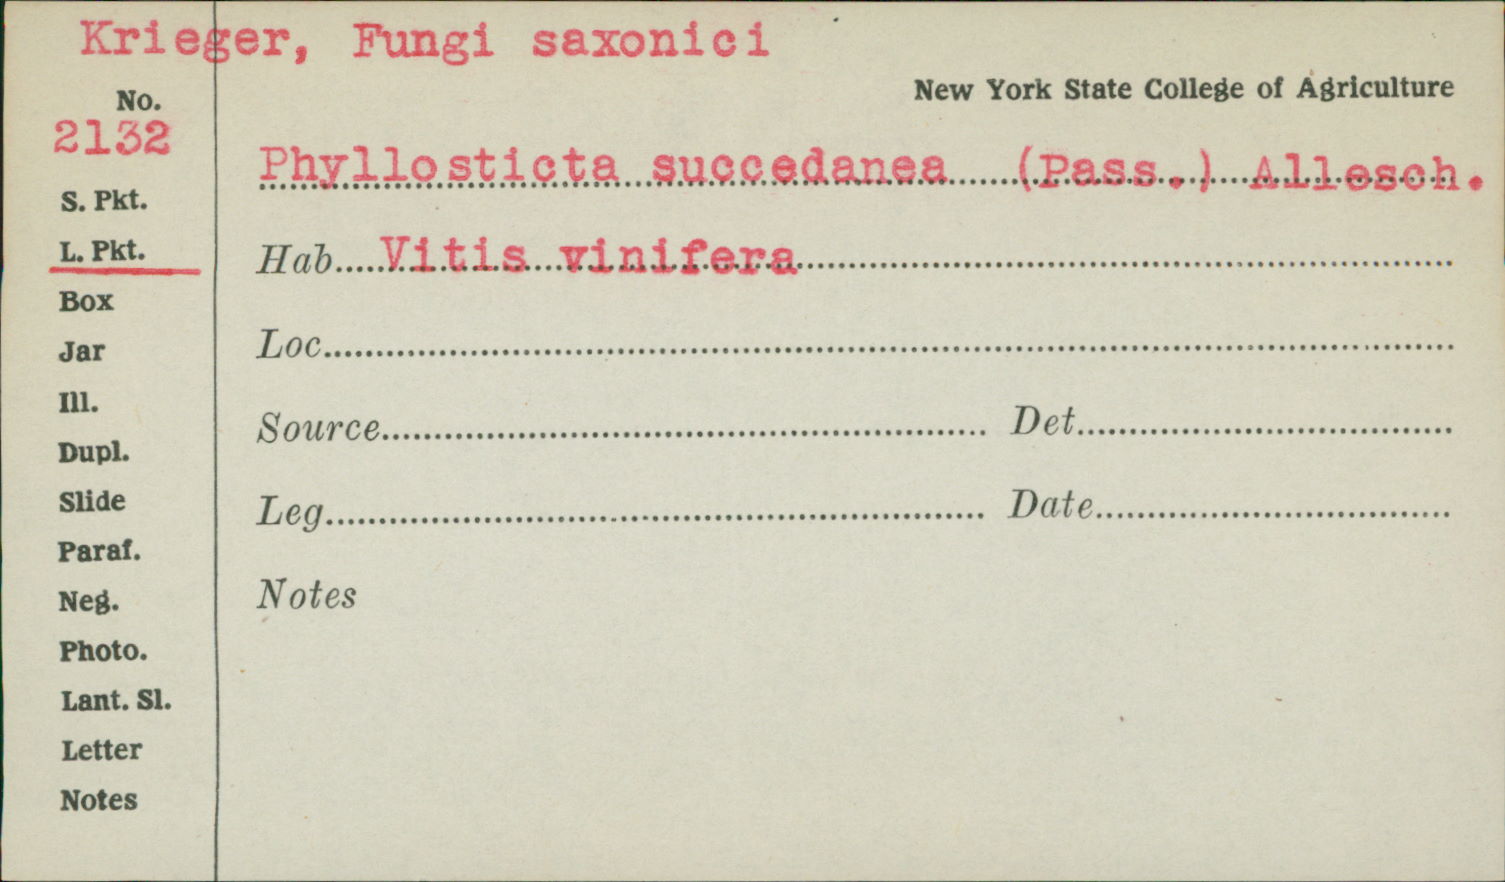 Krieger, Fungi saxonici
New York State College of Agriculture
No.
2132
S. Pkt.
L. Pkt.
Box
Jar
Ill.
Dupl.
Slide
Paraf.
Neg.
Photo.
Lant. Sl.
Letter
Notes
Phyllosticta succedanea (Pass.) Allesch.
Hab. Vitis vinifera
Loc.
Source Det.
Leg. Date
Notes